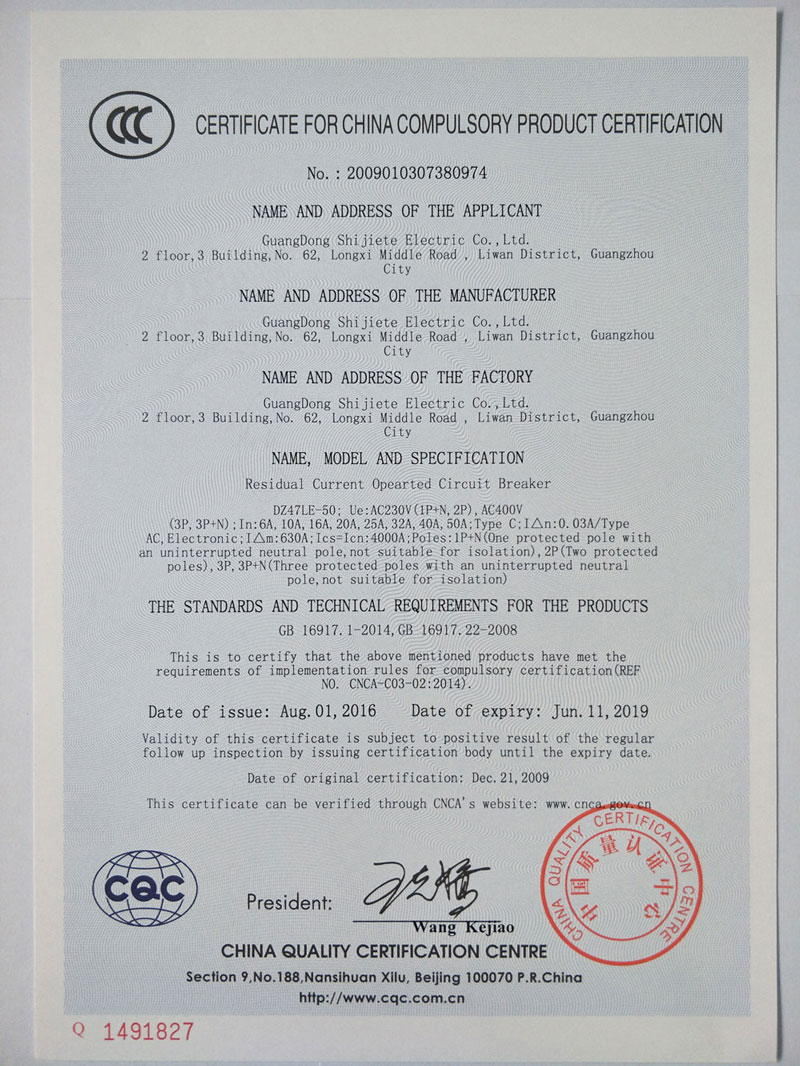 CCC
CERTIFICATE FOR CHINA COMPULSORY PRODUCT CERTIFICATION
No.: 2009010307380974
NAME AND ADDRESS OF THE APPLICANT
GuangDong Shijiete Electric Co.,Ltd.
2 floor,3 Building,No. 62, Longxi Middle Road , Liwan District, Guangzhou
City
NAME AND ADDRESS OF THE MANUFACTURER
GuangDong Shijiete Electric Co.,Ltd.
2 floor,3 Building,No. 62, Longxi Middle Road , Liwan District, Guangzhou
City
NAME AND ADDRESS OF THE FACTORY
GuangDong Shijiete Electric Co.,Ltd.
2 floor,3 Building,No. 62, Longxi Middle Road , Liwan District, Guangzhou
City
NAME, MODEL AND SPECIFICATION
Residual Current Opearted Circuit Breaker
DZ47LE-50; Ue:AC230V(1P+N, 2P), AC400V
(3P, 3P+N);In:6A, 10A, 16A, 20A, 25A, 32A, 40A, 50A;Type C;I△n:0.03A/Type
AC,Electronic;I△m:630A;Ics=Icn:4000A;Poles:1P+N(One protected pole with
an uninterrupted neutral pole,not suitable for isolation), 2P(Two protected
poles), 3P, 3P+N(Three protected poles with an uninterrupted neutral
pole,not suitable for isolation)
THE STANDARDS AND TECHNICAL REQUIREMENTS FOR THE PRODUCTS
GB 16917.1-2014,GB 16917.22-2008
This is to certify that the above mentioned products have met the
requirements of implementation rules for compulsory certification(REF
NO. CNCA-C03-02:2014).
Date of issue: Aug.01,2016 Date of expiry: Jun.11,2019
Validity of this certificate is subject to positive result of the regular
follow up inspection by issuing certification body until the expiry date.
Date of original certification: Dec.21,2009
This certificate can be verified through CNCA's website: www.cnca.gov.cn
CHINA QUALITY CERTIFICATION CENTRE
中国质量认证中心
CQC
President:
Wang Kejiao
CHINA QUALITY CERTIFICATION CENTRE
Section 9,No.188,Nansihuan Xilu, Beijing 100070 P.R.China
http://www.cqc.com.cn
Q 1491827